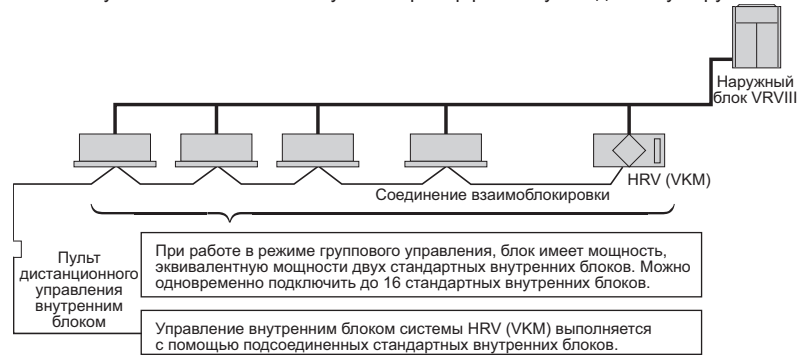 Наружный
блок VRVIII
HRV (VKM)
Соединение взаимоблокировки
Пульт
дистанционного
управления
внутренним
блоком
При работе в режиме группового управления, блок имеет мощность,
эквивалентную мощности двух стандартных внутренних блоков. Можно
одновременно подключить до 16 стандартных внутренних блоков.
Управление внутренним блоком системы HRV (VKM) выполняется
с помощью подсоединенных стандартных внутренних блоков.